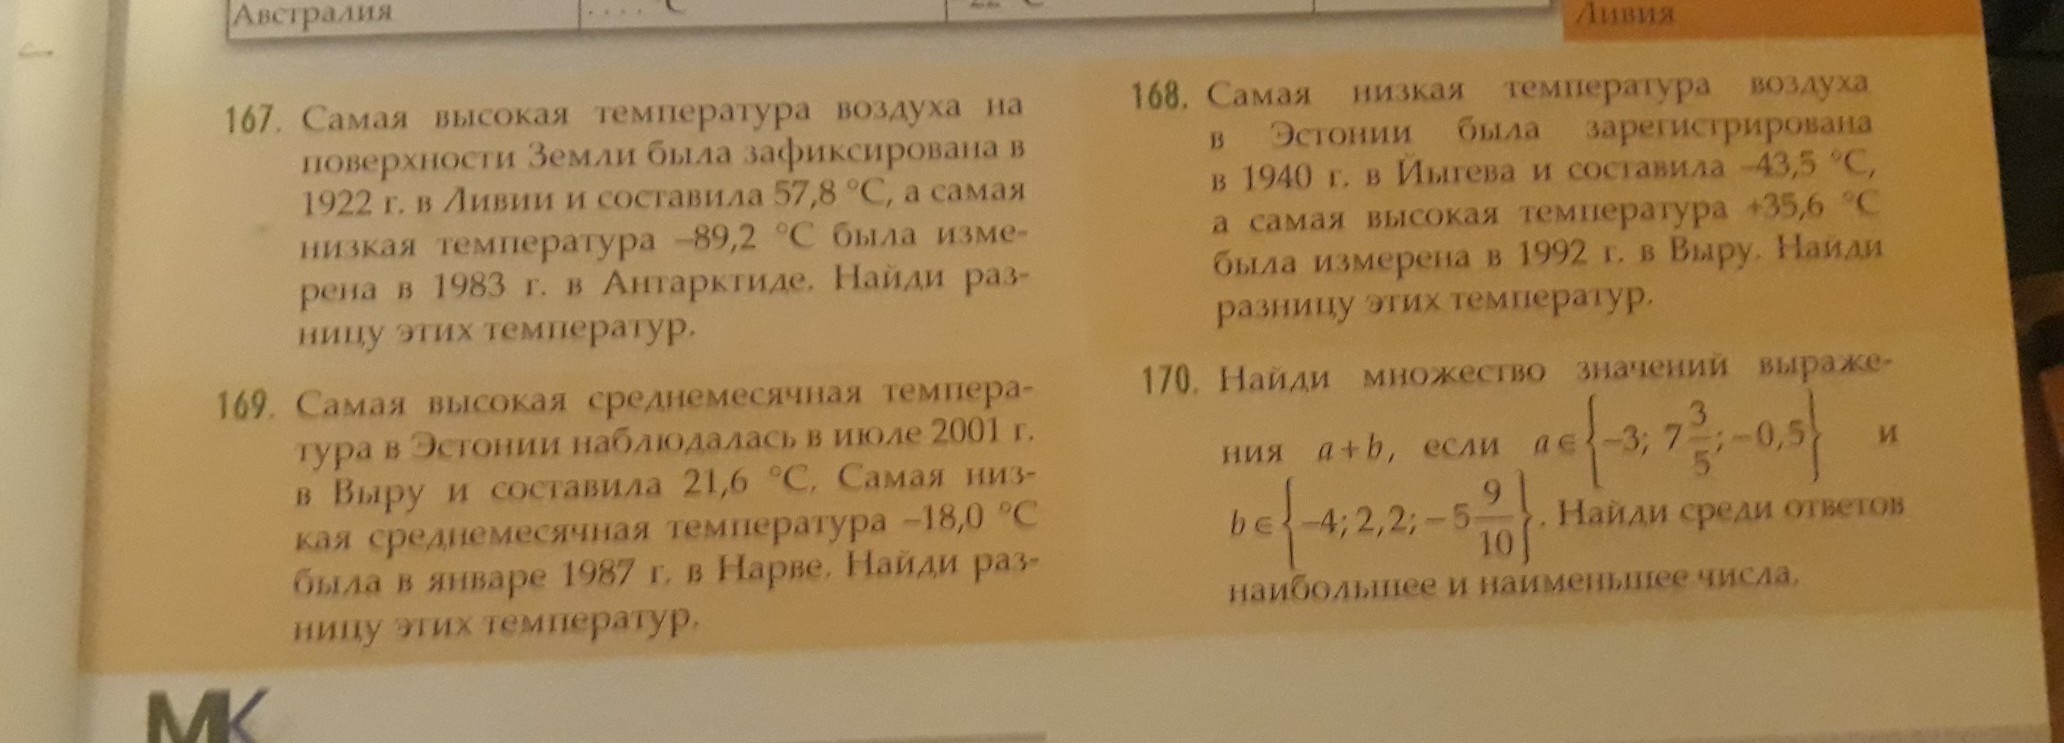 Австралия
.... °C
Ливия
167. Самая высокая температура воздуха на
поверхности Земли была зафиксирована в
1922 г. в Ливии и составила 57,8 °C, а самая
низкая температура –89,2 °C была изме-
рена в 1983 г. в Антарктиде. Найди раз-
ницу этих температур.
169. Самая высокая среднемесячная темпера-
тура в Эстонии наблюдалась в июле 2001 г.
в Выру и составила 21,6 °C. Самая низ-
кая среднемесячная температура –18,0 °C
была в январе 1987 г. в Нарве. Найди раз-
ницу этих температур.
168. Самая низкая температура воздуха
в Эстонии была зарегистрирована
в 1940 г. в Йыгева и составила –43,5 °C,
а самая высокая температура +35,6 °C
была измерена в 1992 г. в Выру. Найди
разницу этих температур.
170. Найди множество значений выраже-
ния a + b, если a ∈ {–3; 7 3/5; –0,5} и
b ∈ {–4; 2,2; –5 9/10}. Найди среди ответов
наибольшее и наименьшее числа.
MK